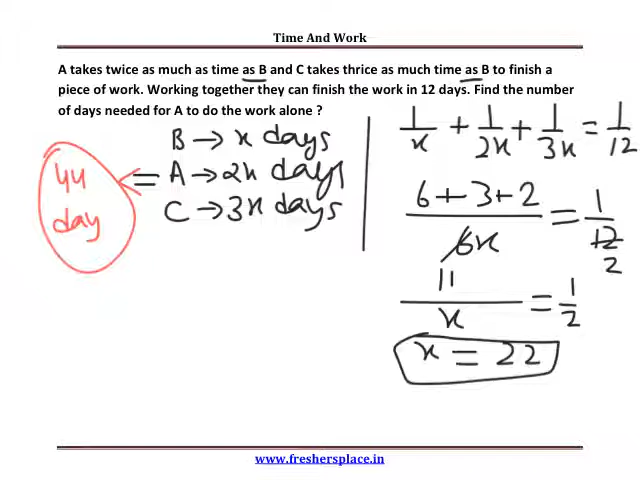 Time And Work
A takes twice as much as time as B and C takes thrice as much time as B to finish a
piece of work. Working together they can finish the work in 12 days. Find the number
of days needed for A to do the work alone ?
B → x days
= A → 2x days
C → 3x days
44
day
1/x + 1/2x + 1/3x = 1/12
6+3+2/6x = 1/12
2
11/x = 1/2
x = 22
www.freshersplace.in